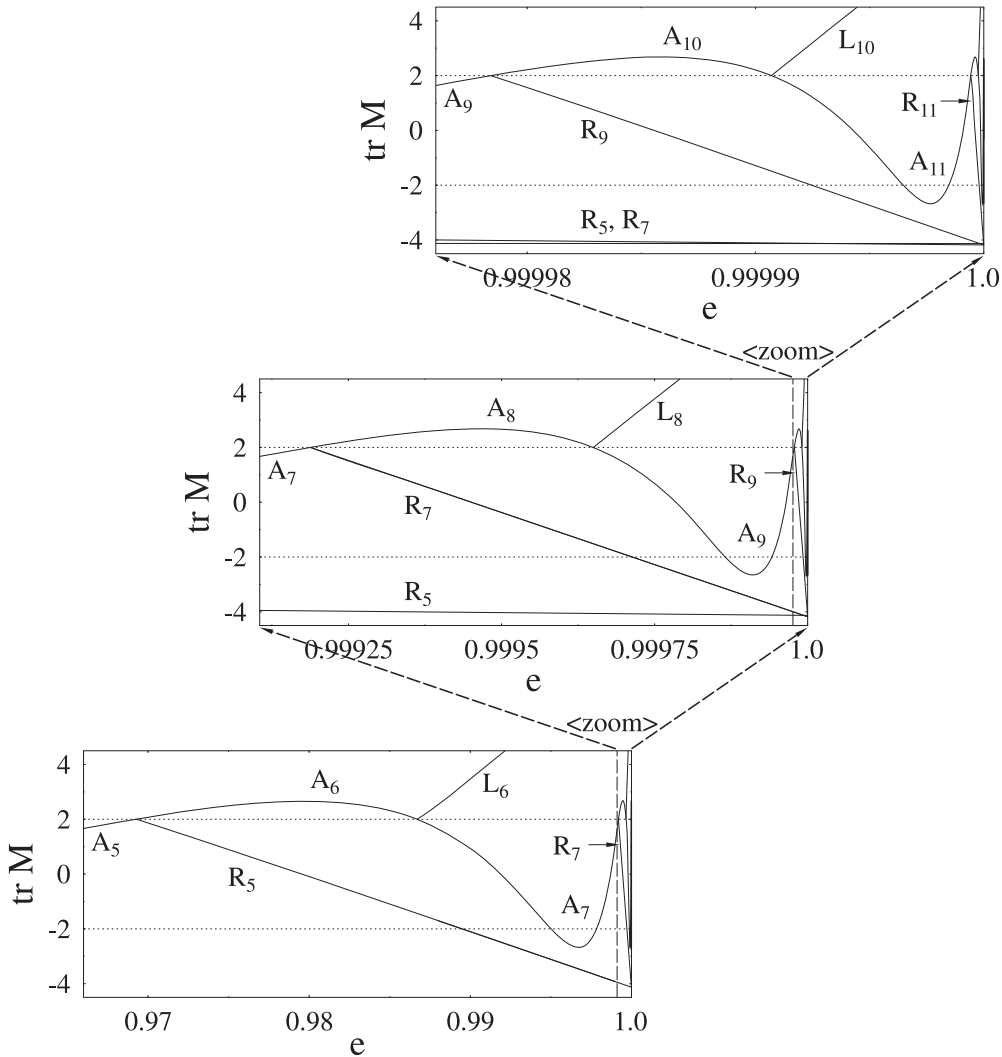 4
2
0
-2
-4
tr M
A10
L10
A9
R9
R11
A11
R5, R7
0.99998
0.99999
1.0
e
<zoom>
4
2
0
-2
-4
tr M
A8
L8
A7
R7
R9
A9
R5
0.99925
0.9995
0.99975
1.0
e
<zoom>
4
2
0
-2
-4
tr M
A6
L6
A5
R5
R7
A7
0.97
0.98
0.99
1.0
e